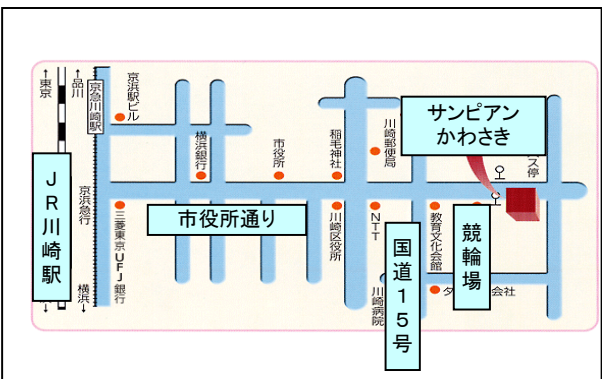 ←東京
←品川
京急川崎駅
京浜駅ビル
横浜銀行
市役所
稲毛神社
川崎郵便局
サンピアン
かわさき
ス停
JR川崎駅
京浜急行
横浜→
三菱東京UFJ銀行
市役所通り
川崎区役所
NTT
川崎病院
国道15号
教育文化会館
競輪場
会社